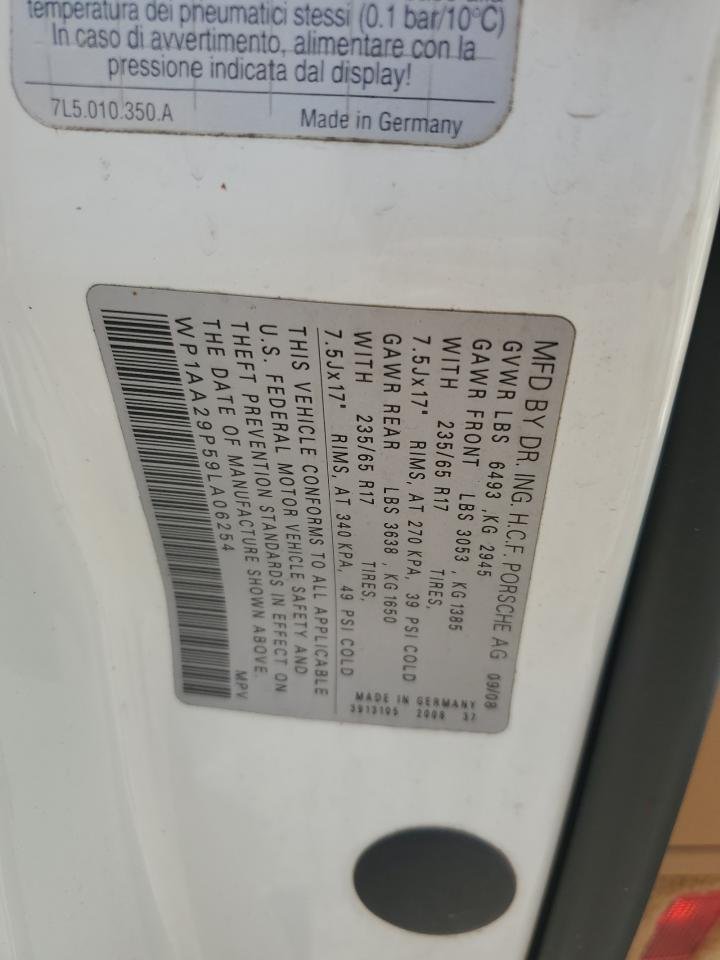 temperatura dei pneumatici stessi (0.1 bar/10°C)
In caso di avvertimento, alimentare con la
pressione indicata dal display!
7L5.010.350.A
Made in Germany
MFD BY DR. ING. H.C.F. PORSCHE AG 09/08
GVWR LBS 6493 ,KG 2945
GAWR FRONT LBS 3053 , KG 1385
WITH 235/65 R17 TIRES,
7.5Jx17" RIMS, AT 270 KPA, 39 PSI COLD
GAWR REAR LBS 3638 , KG 1650
WITH 235/65 R17 TIRES,
7.5Jx17" RIMS, AT 340 KPA, 49 PSI COLD
MADE IN GERMANY
3913105 2008 37
THIS VEHICLE CONFORMS TO ALL APPLICABLE
U.S. FEDERAL MOTOR VEHICLE SAFETY AND
THEFT PREVENTION STANDARDS IN EFFECT ON
THE DATE OF MANUFACTURE SHOWN ABOVE.
WP1AA29P59LA06254 MPV